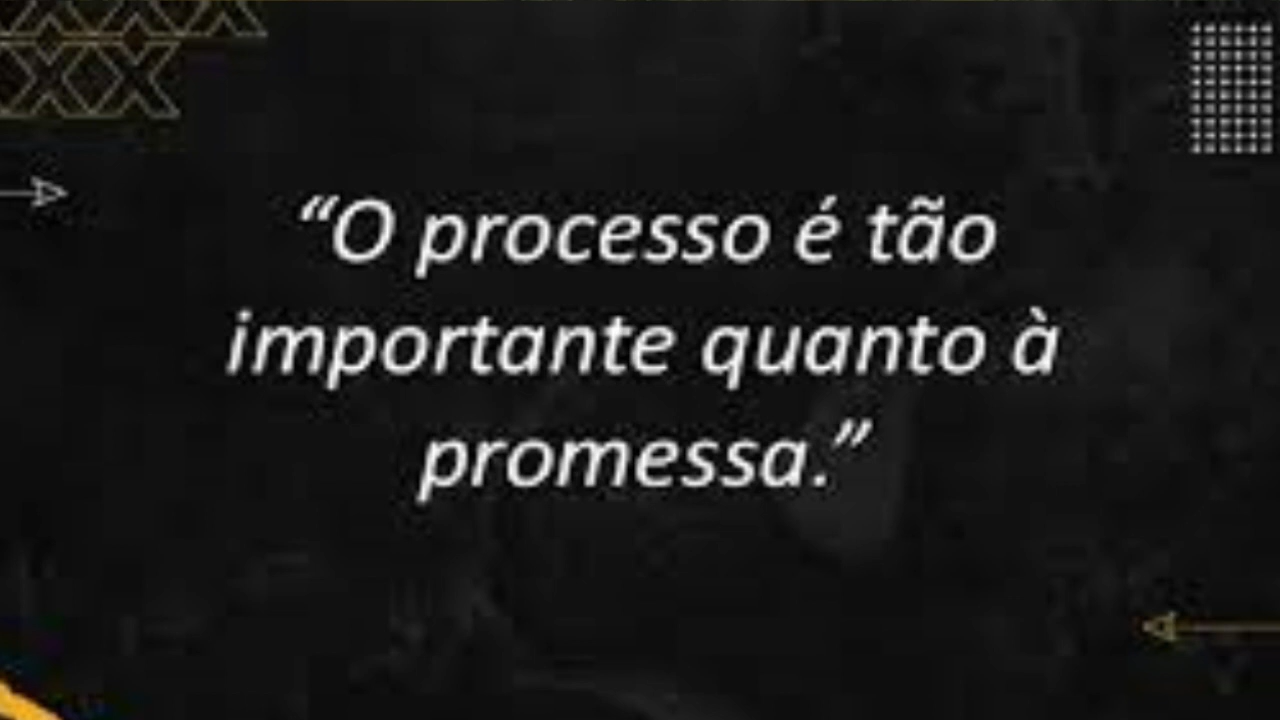 “O processo é tão
importante quanto à
promessa.”